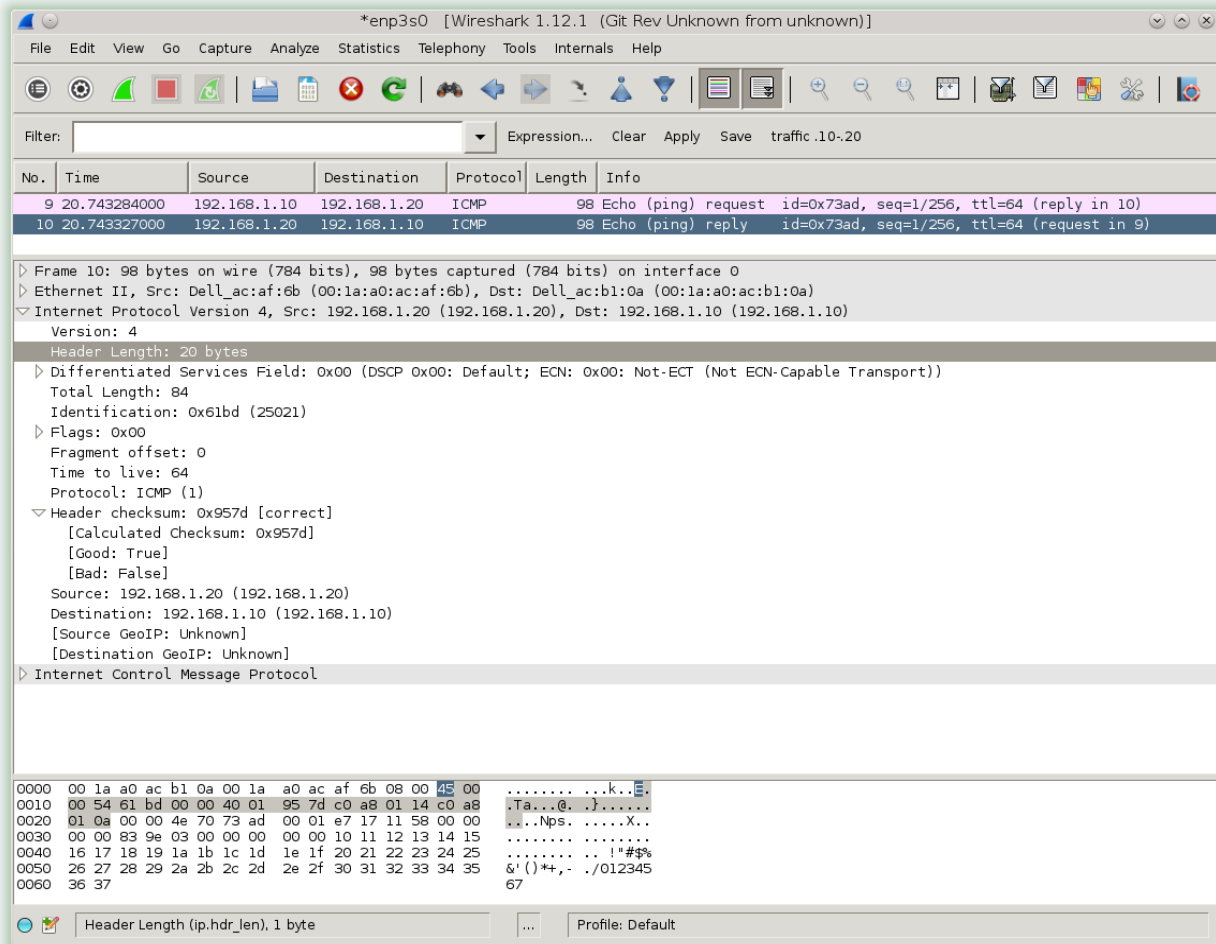 *enp3s0 [Wireshark 1.12.1 (Git Rev Unknown from unknown)]
File Edit View Go Capture Analyze Statistics Telephony Tools Internals Help
Filter: Expression... Clear Apply Save traffic .10-.20
No. Time Source Destination Protocol Length Info
9 20.743284000 192.168.1.10 192.168.1.20 ICMP 98 Echo (ping) request id=0x73ad, seq=1/256, ttl=64 (reply in 10)
10 20.743327000 192.168.1.20 192.168.1.10 ICMP 98 Echo (ping) reply id=0x73ad, seq=1/256, ttl=64 (request in 9)
Frame 10: 98 bytes on wire (784 bits), 98 bytes captured (784 bits) on interface 0
Ethernet II, Src: Dell_ac:af:6b (00:1a:a0:ac:af:6b), Dst: Dell_ac:b1:0a (00:1a:a0:ac:b1:0a)
Internet Protocol Version 4, Src: 192.168.1.20 (192.168.1.20), Dst: 192.168.1.10 (192.168.1.10)
Version: 4
Header Length: 20 bytes
Differentiated Services Field: 0x00 (DSCP 0x00: Default; ECN: 0x00: Not-ECT (Not ECN-Capable Transport))
Total Length: 84
Identification: 0x61bd (25021)
Flags: 0x00
Fragment offset: 0
Time to live: 64
Protocol: ICMP (1)
Header checksum: 0x957d [correct]
[Calculated Checksum: 0x957d]
[Good: True]
[Bad: False]
Source: 192.168.1.20 (192.168.1.20)
Destination: 192.168.1.10 (192.168.1.10)
[Source GeoIP: Unknown]
[Destination GeoIP: Unknown]
Internet Control Message Protocol
0000 00 1a a0 ac b1 0a 00 1a a0 ac af 6b 08 00 45 00 ........ ...k..E.
0010 00 54 61 bd 00 00 40 01 95 7d c0 a8 01 14 c0 a8 .Ta...@. .}......
0020 01 0a 00 00 4e 70 73 ad 00 01 e7 17 11 58 00 00 ....Nps. .....X..
0030 00 00 83 9e 03 00 00 00 00 00 10 11 12 13 14 15 ........ ........
0040 16 17 18 19 1a 1b 1c 1d 1e 1f 20 21 22 23 24 25 ........ .. !"#$%
0050 26 27 28 29 2a 2b 2c 2d 2e 2f 30 31 32 33 34 35 &'()*+,- ./012345
0060 36 37 67
Header Length (ip.hdr_len), 1 byte ... Profile: Default